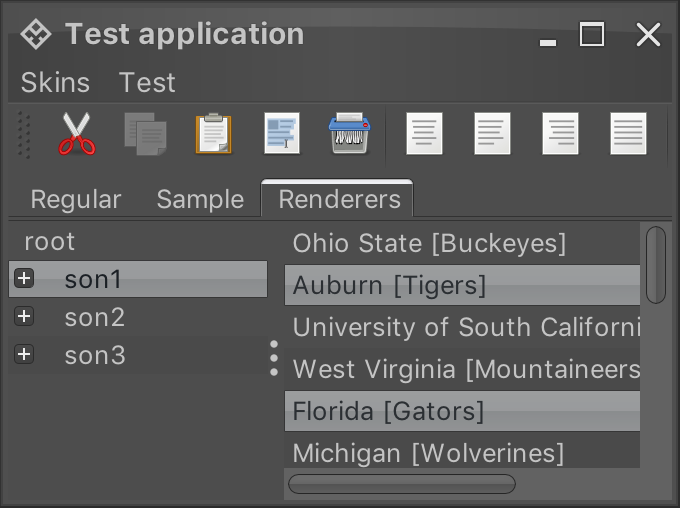 Test application
Skins Test
Regular Sample Renderers
root
son1
son2
son3
Ohio State [Buckeyes]
Auburn [Tigers]
University of South Californi
West Virginia [Mountaineers
Florida [Gators]
Michigan [Wolverines]